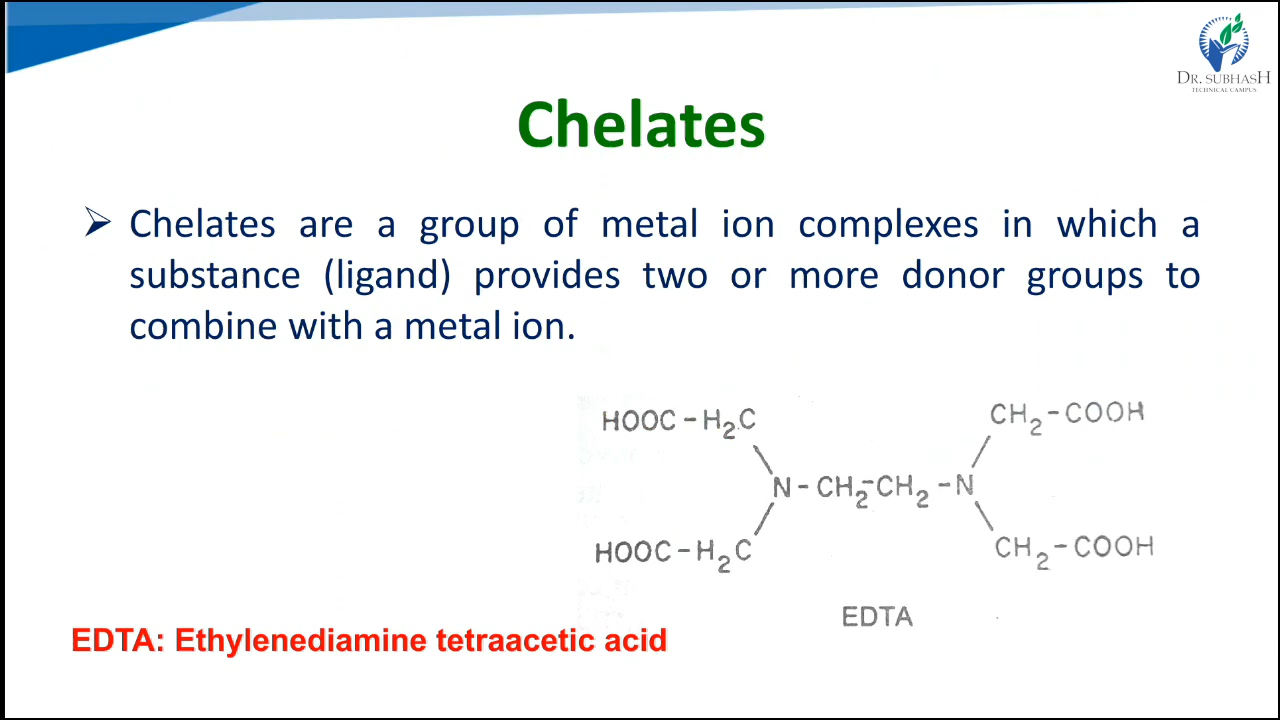 DR. SUBHASH
TECHNICAL CAMPUS
Chelates
➢ Chelates are a group of metal ion complexes in which a
substance (ligand) provides two or more donor groups to
combine with a metal ion.
HOOC-H2C CH2-COOH
N-CH2-CH2-N
HOOC-H2C CH2-COOH
EDTA
EDTA: Ethylenediamine tetraacetic acid